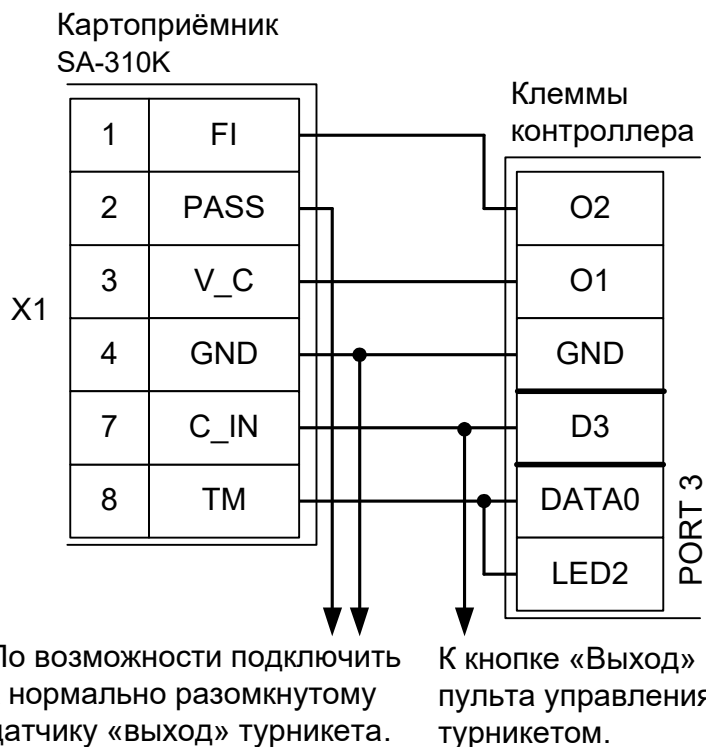 Картоприёмник
SA-310K
Клеммы
контроллера
X1
1 FI
2 PASS
3 V_C
4 GND
7 C_IN
8 TM
O2
O1
GND
D3
DATA0
LED2
PORT 3
По возможности подключить
нормально разомкнутому
датчику «выход» турникета.
К кнопке «Выход»
пульта управления
турникетом.